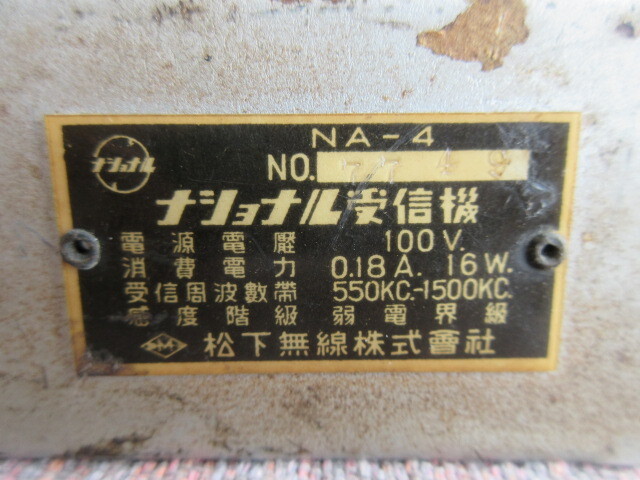 NA-4
NO.
ナショナル
ナショナル受信機
電源電壓 100V.
消費電力 0.18A. 16W.
受信周波數帶 550KC.-1500KC.
感度階級 弱電界級
松下無線株式會社